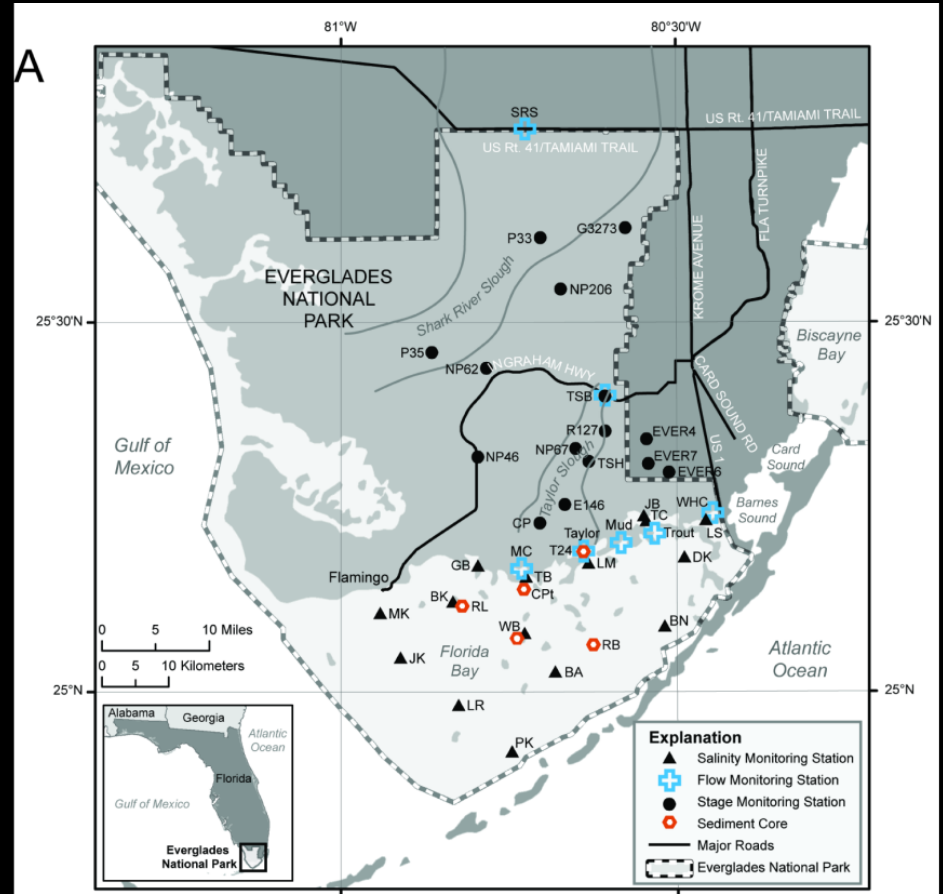 A
81°W
80°30'W
SRS
US Rt. 41/TAMIAMI TRAIL
US Rt. 41/TAMIAMI TRAIL
FLA TURNPIKE
KROME AVENUE
G3273
P33
EVERGLADES
NATIONAL
PARK
Shark River Slough
NP206
25°30'N
25°30'N
Biscayne
Bay
P35
NP62
INGRAHAM HWY
CARD SOUND RD
TSB
R127
EVER4
US 1
Gulf of
Mexico
NP67
TSH
EVER7
EVER6
Card
Sound
NP46
Taylor Slough
E146
JB
WHC
Barnes
Sound
CP
TC
Mud
Taylor
Trout
LS
T24
MC
LM
DK
GB
TB
Flamingo
CPt
BK
RL
MK
WB
BN
RB
JK
Florida
Bay
BA
Atlantic
Ocean
0 5 10 Miles
0 5 10 Kilometers
25°N
25°N
LR
PK
Alabama
Georgia
Atlantic
Ocean
Florida
Gulf of Mexico
Everglades
National Park
Explanation
Salinity Monitoring Station
Flow Monitoring Station
Stage Monitoring Station
Sediment Core
Major Roads
Everglades National Park